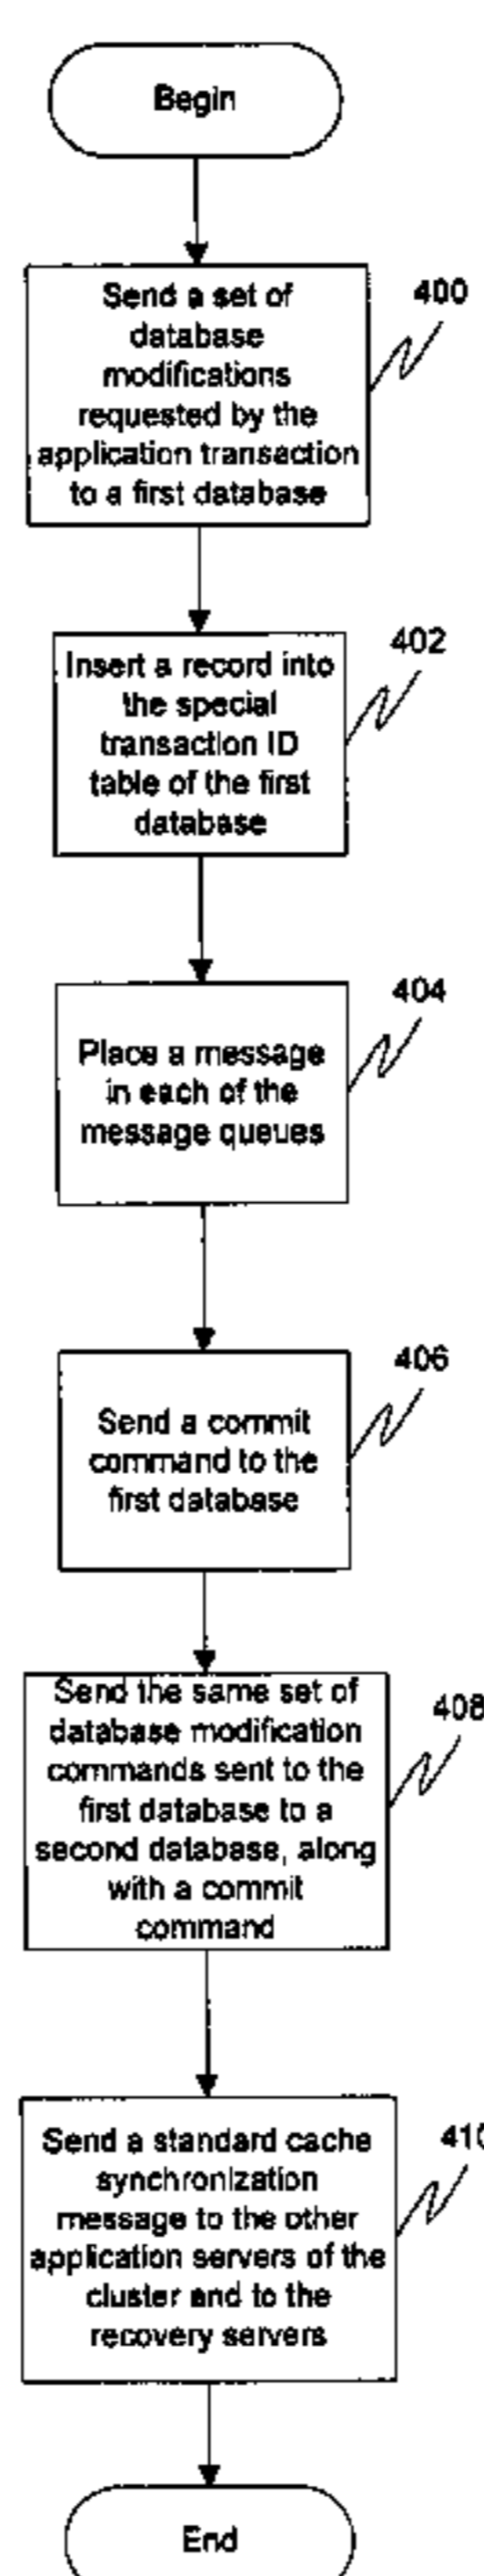 Begin
400
Send a set of
database
modifications
requested by the
application transaction
to a first database
402
Insert a record into
the special
transaction ID
table of the first
database
404
Place a message
in each of the
message queues
406
Send a commit
command to the
first database
408
Send the same set of
database modification
commands sent to the
first database to a
second database, along
with a commit
command
410
Send a standard cache
synchronization
message to the other
application servers of the
cluster and to the
recovery servers
End